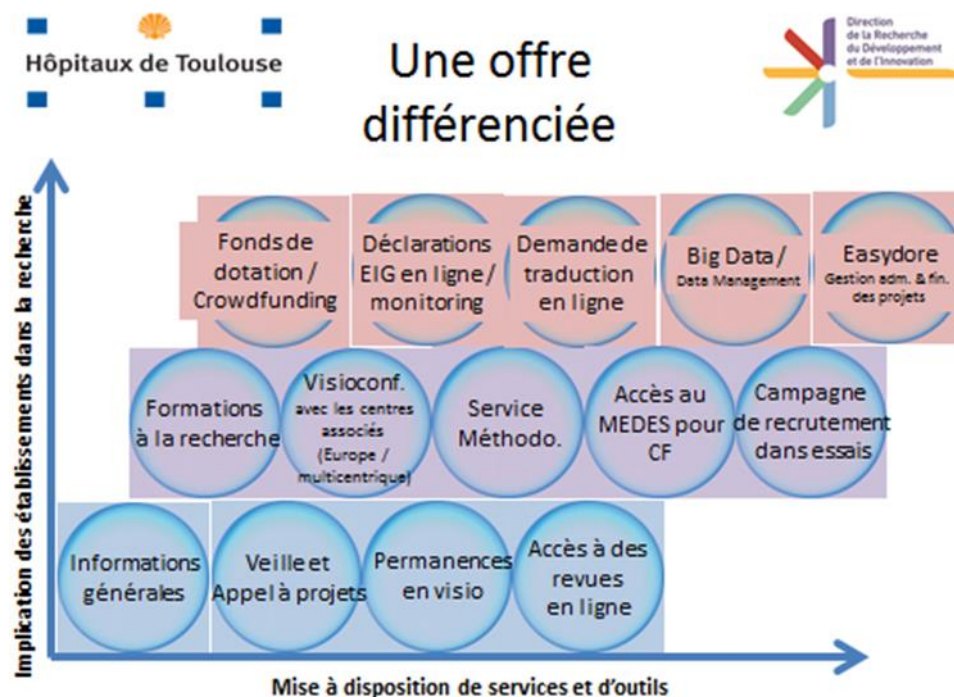 Hôpitaux de Toulouse
Une offre
différenciée
Direction
de la Recherche
du Développement
et de l'Innovation
Implication des établissements dans la recherche
Fonds de
dotation /
Crowdfunding
Déclarations
EIG en ligne /
monitoring
Demande de
traduction
en ligne
Big Data /
Data Management
Easydore
Gestion adm. & fin.
des projets
Formations
à la recherche
Visioconf.
avec les centres
associés
(Europe /
multicentrique)
Service
Méthodo.
Accès au
MEDES pour
CF
Campagne
de recrutement
dans essais
Informations
générales
Veille et
Appel à projets
Permanences
en visio
Accès à des
revues
en ligne
Mise à disposition de services et d'outils